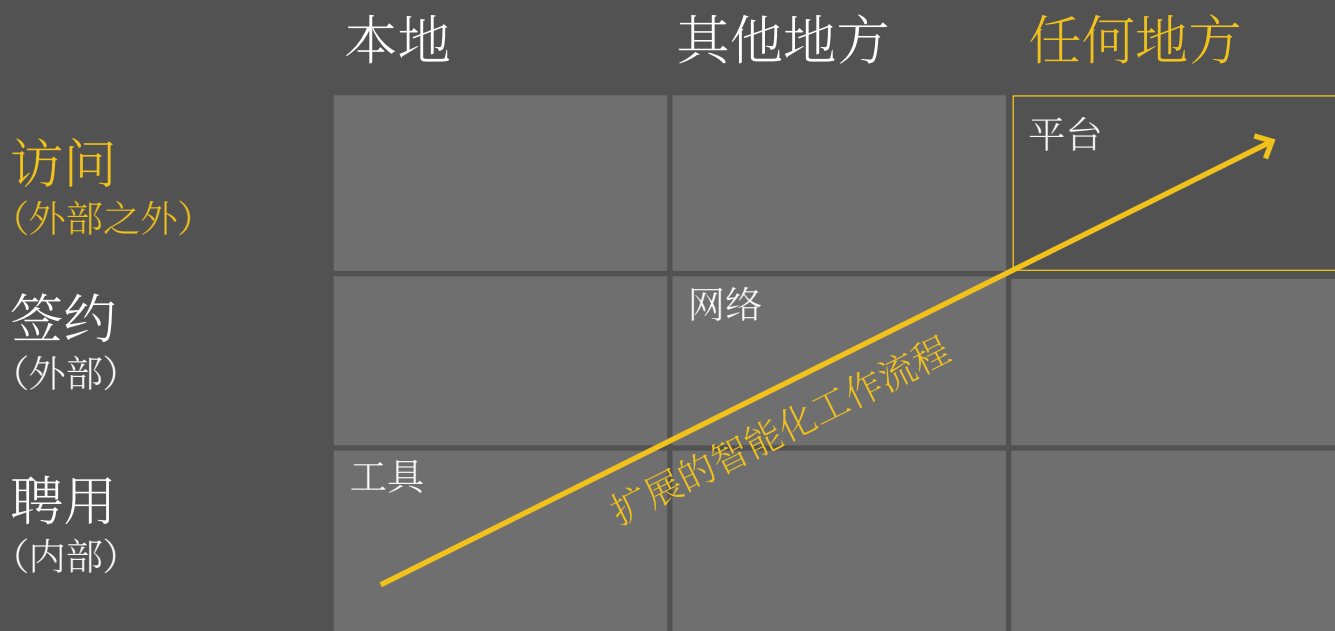 本地
其他地方
任何地方
访问
（外部之外）
平台
签约
（外部）
网络
扩展的智能化工作流程
聘用
（内部）
工具